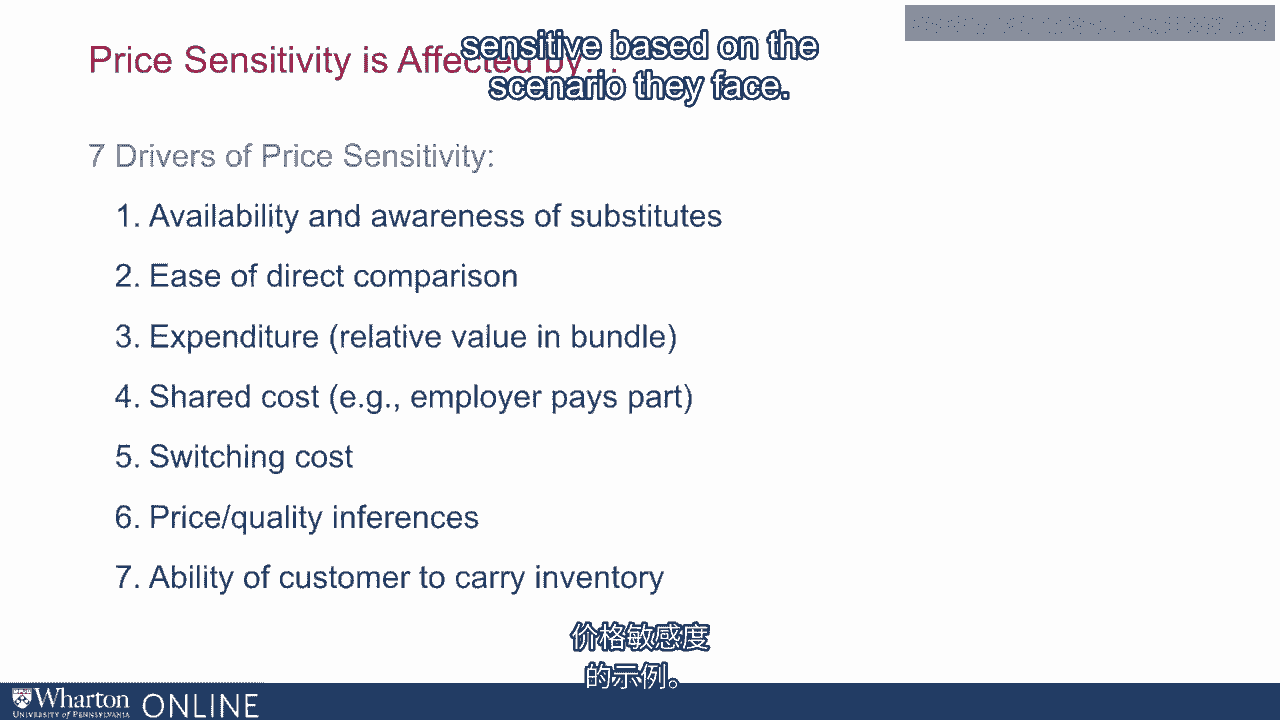 Price Sensitivity is Affected by…
sensitive based on the
scenario they face.
7 Drivers of Price Sensitivity:
1. Availability and awareness of substitutes
2. Ease of direct comparison
3. Expenditure (relative value in bundle)
4. Shared cost (e.g., employer pays part)
5. Switching cost
6. Price/quality inferences
7. Ability of customer to carry inventory
价格敏感度
的示例。
Wharton
UNIVERSITY of PENNSYLVANIA
ONLINE